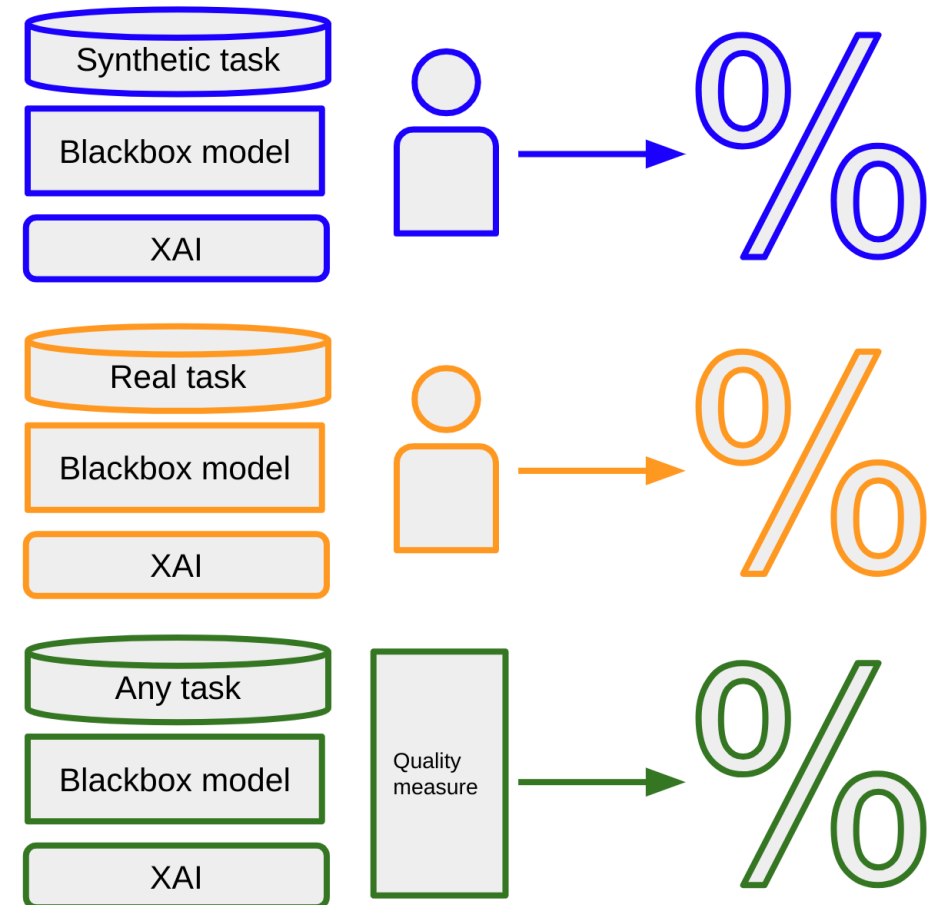 Synthetic task
Blackbox model
XAI
%
Real task
Blackbox model
XAI
%
Any task
Blackbox model
XAI
Quality
measure
%